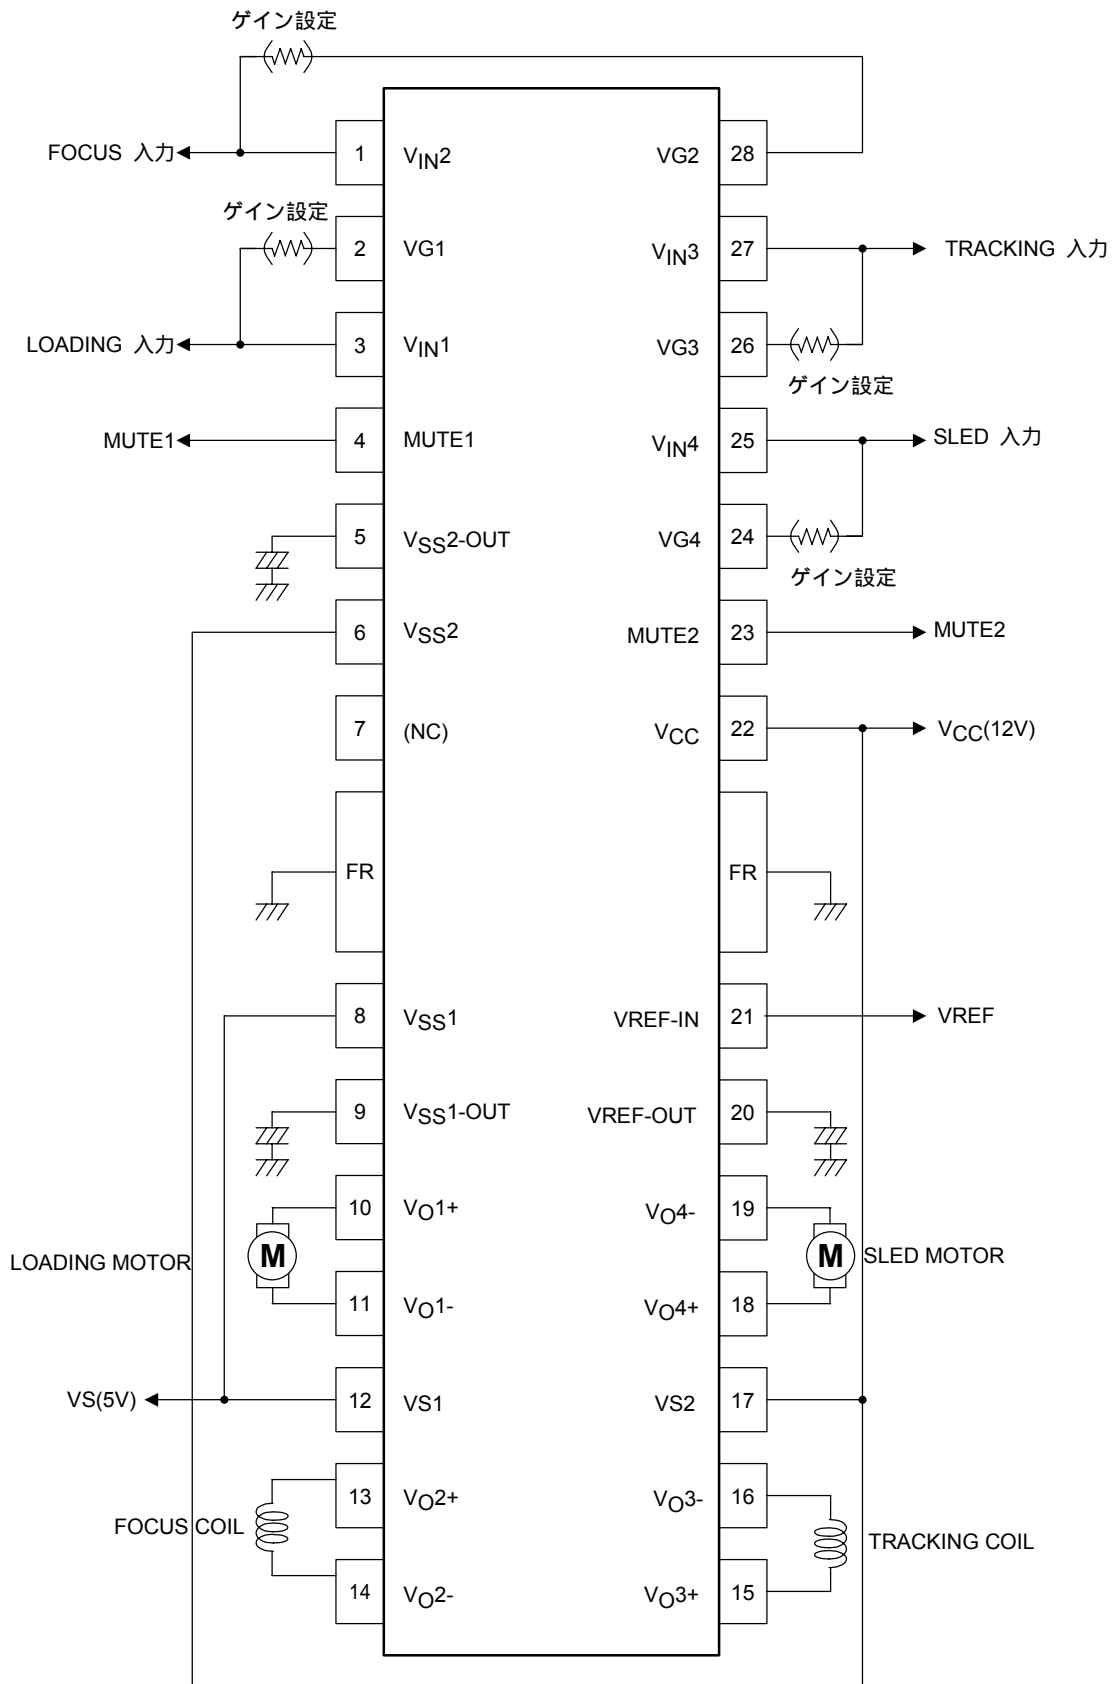 ゲイン設定
FOCUS 入力
1
VIN2
VG2
28
ゲイン設定
2
VG1
VIN3
27
TRACKING 入力
LOADING 入力
3
VIN1
VG3
26
ゲイン設定
MUTE1
4
MUTE1
VIN4
25
SLED 入力
5
VSS2-OUT
VG4
24
ゲイン設定
6
VSS2
MUTE2
23
MUTE2
7
(NC)
VCC
22
VCC(12V)
FR
FR
8
VSS1
VREF-IN
21
VREF
9
VSS1-OUT
VREF-OUT
20
10
VO1+
VO4-
19
LOADING MOTOR
M
M
SLED MOTOR
11
VO1-
VO4+
18
VS(5V)
12
VS1
VS2
17
13
VO2+
VO3-
16
FOCUS COIL
TRACKING COIL
14
VO2-
VO3+
15